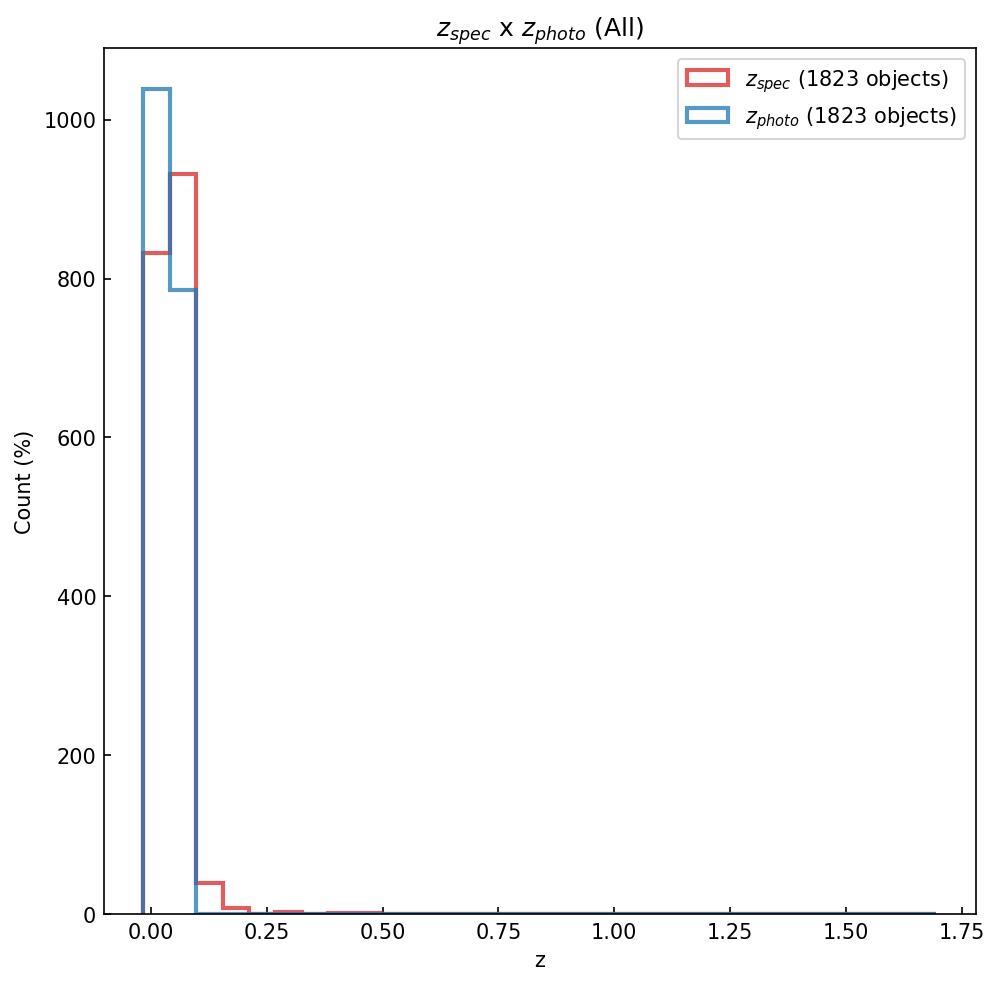 z_spec x z_photo (All)
z_spec (1823 objects)
z_photo (1823 objects)
Count (%)
1000
800
600
400
200
0
0.00 0.25 0.50 0.75 1.00 1.25 1.50 1.75
z